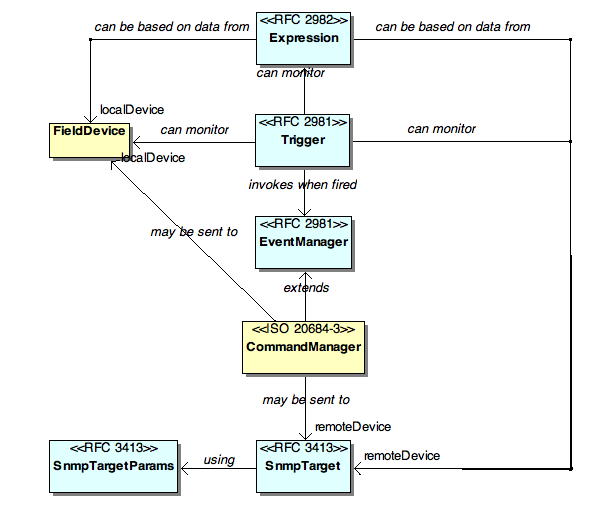 <<RFC 2982>>
Expression
can be based on data from
can be based on data from
can monitor
localDevice
<<RFC 2981>>
Trigger
FieldDevice
can monitor
can monitor
localDevice
invokes when fired
<<RFC 2981>>
EventManager
may be sent to
extends
<<ISO 20684-3>>
CommandManager
may be sent to
remoteDevice
<<RFC 3413>>
SnmpTargetParams
using
<<RFC 3413>>
SnmpTarget
remoteDevice